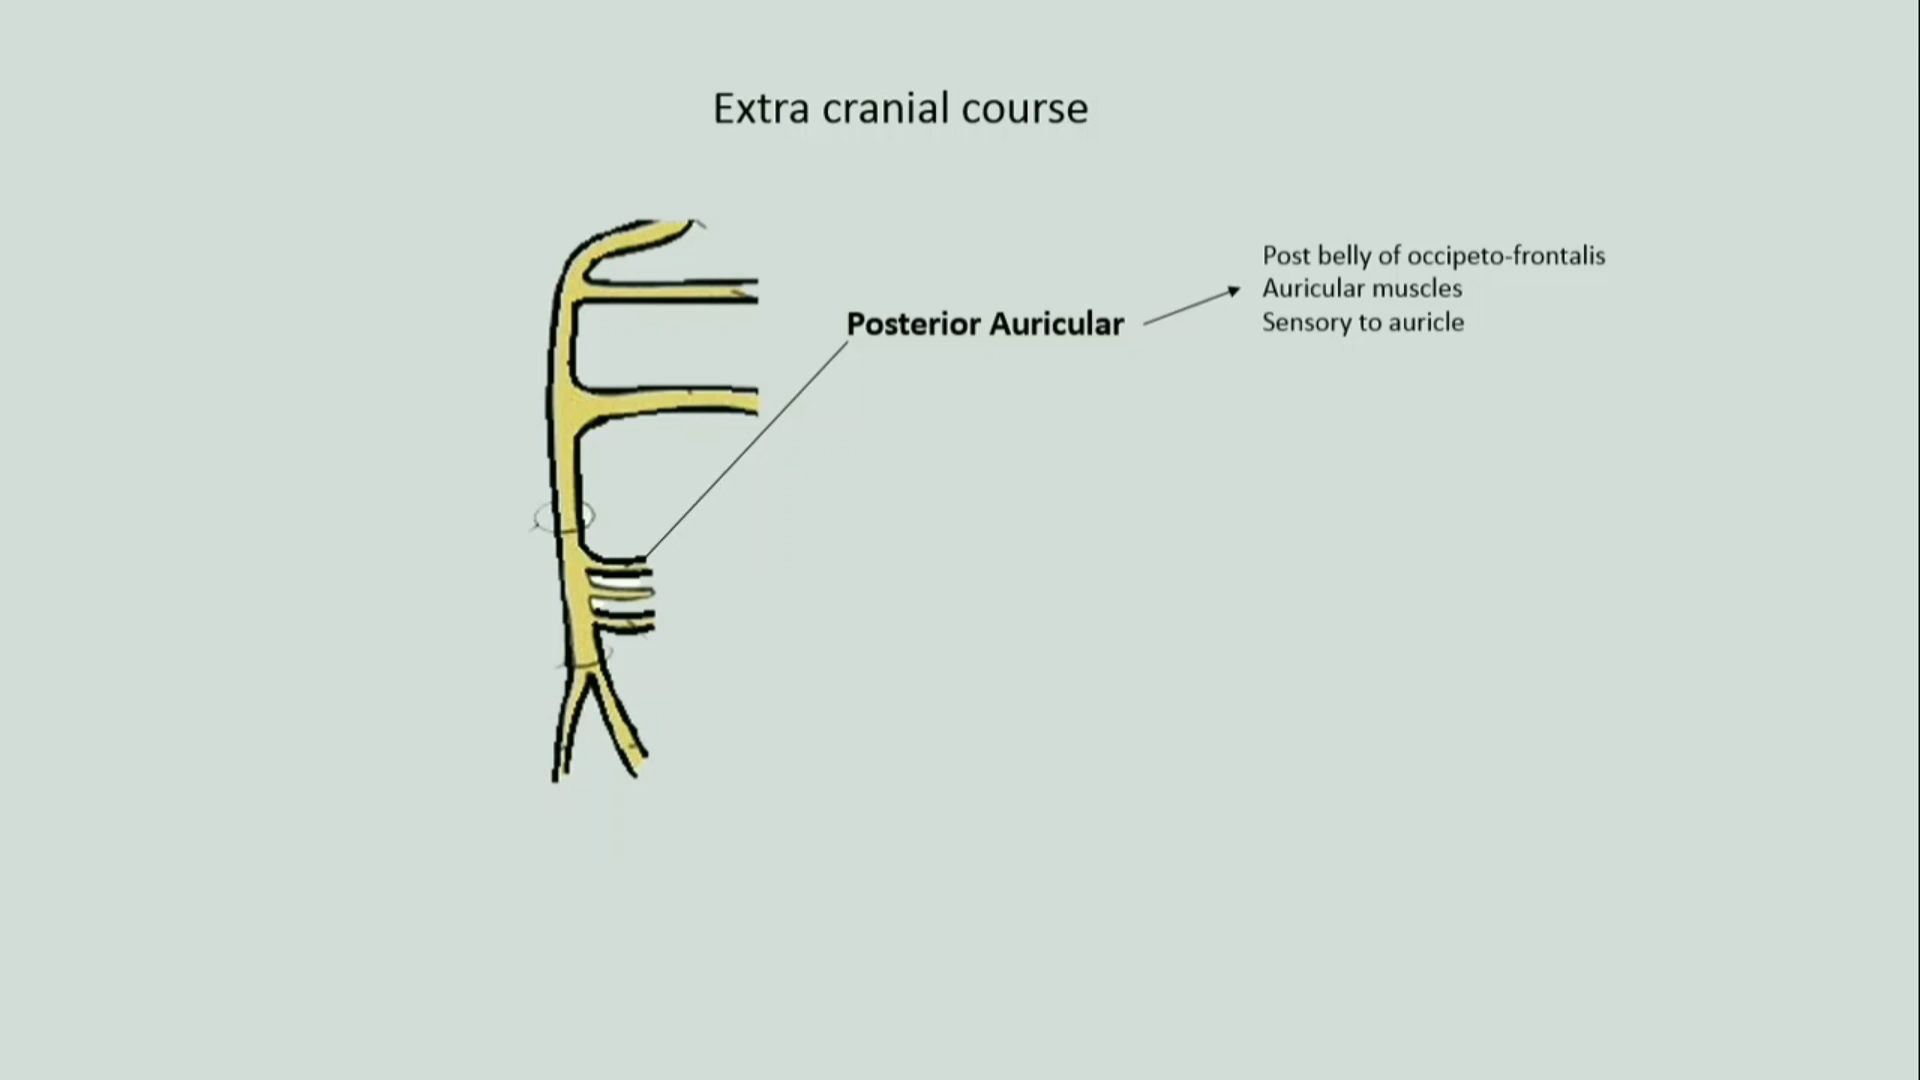 Extra cranial course
Post belly of occipeto-frontalis
Auricular muscles
Posterior Auricular
Sensory to auricle